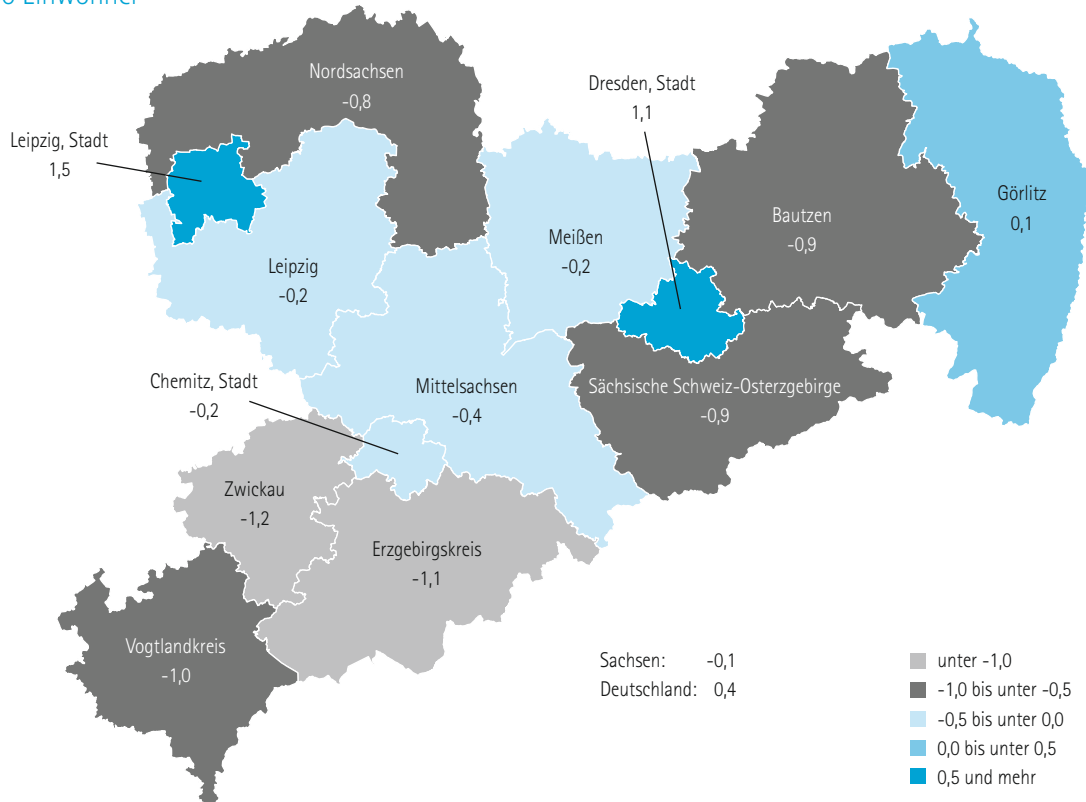 Einwohner
Nordsachsen
-0,8
Dresden, Stadt
1,1
Leipzig, Stadt
1,5
Görlitz
0,1
Bautzen
-0,9
Meißen
-0,2
Leipzig
-0,2
Chemitz, Stadt
-0,2
Mittelsachsen
-0,4
Sächsische Schweiz-Osterzgebirge
-0,9
Zwickau
-1,2
Erzgebirgskreis
-1,1
Vogtlandkreis
-1,0
Sachsen: -0,1
Deutschland: 0,4
unter -1,0
-1,0 bis unter -0,5
-0,5 bis unter 0,0
0,0 bis unter 0,5
0,5 und mehr